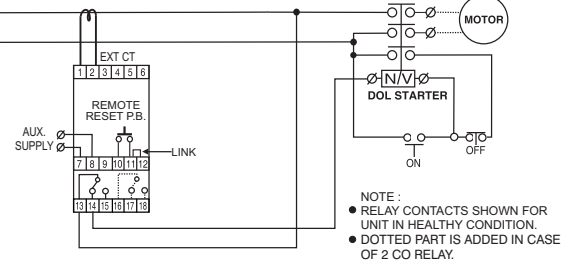 MOTOR
EXT CT
1 2 3 4 5 6
N/V
DOL STARTER
REMOTE
RESET P.B.
AUX.
SUPPLY
LINK
7 8 9 10 11 12
ON
OFF
13 14 15 16 17 18
NOTE :
● RELAY CONTACTS SHOWN FOR
UNIT IN HEALTHY CONDITION.
● DOTTED PART IS ADDED IN CASE
OF 2 CO RELAY.